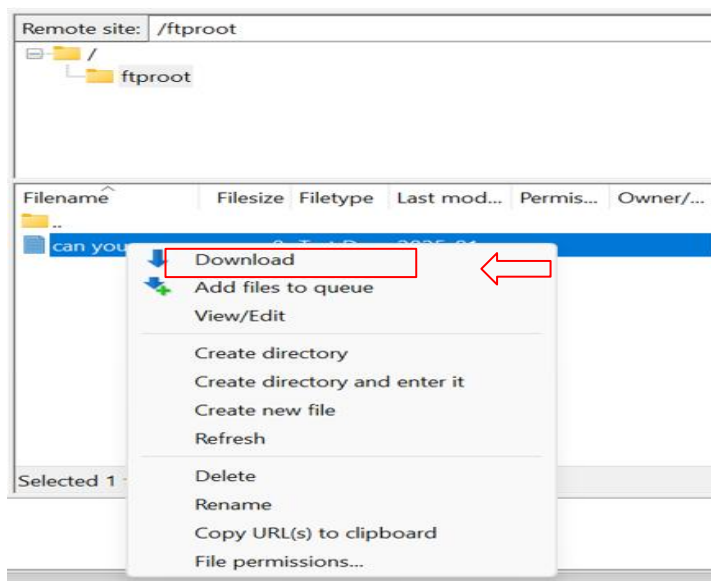 Remote site: /ftproot
/
ftproot
Filename Filesize Filetype Last mod... Permis... Owner/...
..
can you
Download
Add files to queue
View/Edit
Create directory
Create directory and enter it
Create new file
Refresh
Selected 1
Delete
Rename
Copy URL(s) to clipboard
File permissions...